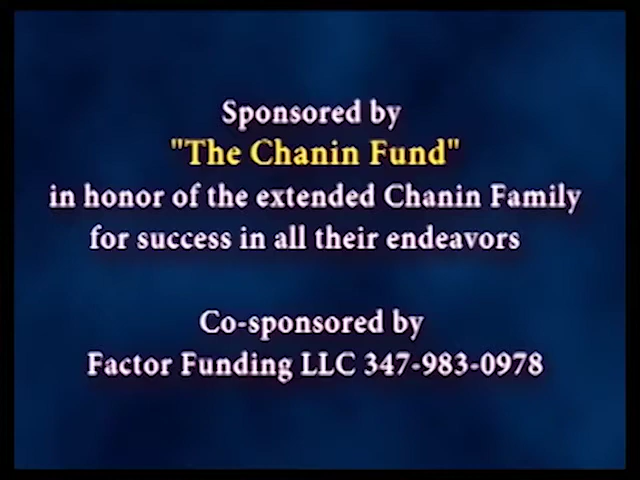 Sponsored by
"The Chanin Fund"
in honor of the extended Chanin Family
for success in all their endeavors
Co-sponsored by
Factor Funding LLC 347-983-0978